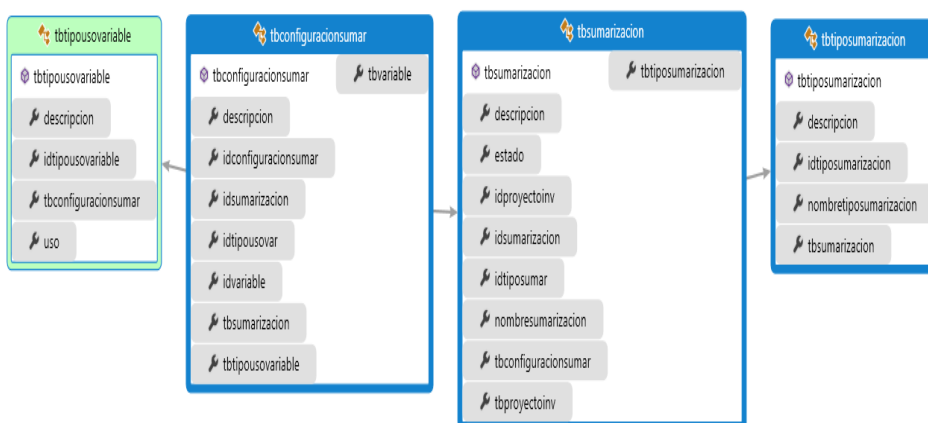 tbtipousovariable
tbtipousovariable
descripcion
idtipousovariable
tbconfiguracionsumar
uso
tbconfiguracionsumar
tbconfiguracionsumar
tbvariable
descripcion
idconfiguracionsumar
idsumarizacion
idtipousovar
idvariable
tbsumarizacion
tbtipousovariable
tbsumarizacion
tbsumarizacion
tbtiposumarizacion
descripcion
estado
idproyectoinv
idsumarizacion
idtiposumar
nombresumarizacion
tbconfiguracionsumar
tbproyectoinv
tbtiposumarizacion
tbtiposumarizacion
descripcion
idtiposumarizacion
nombretiposumarizacion
tbsumarizacion